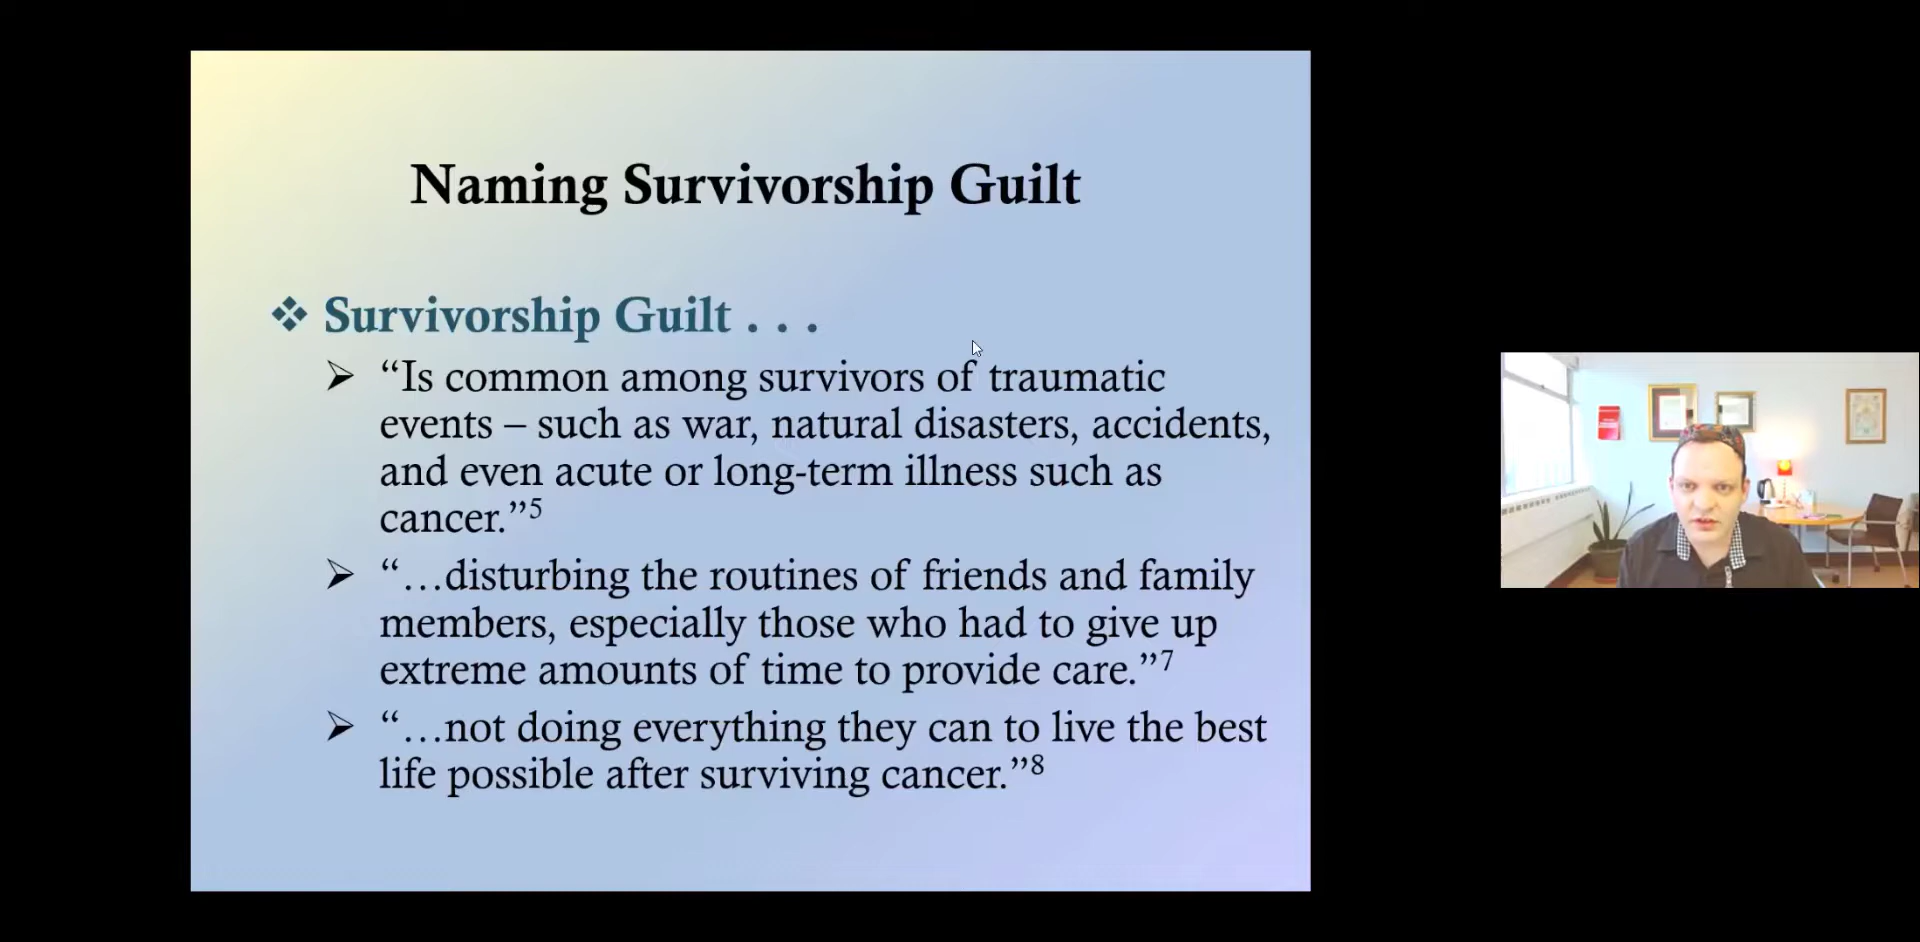 Naming Survivorship Guilt
❖ Survivorship Guilt . . .
➢ “Is common among survivors of traumatic
events – such as war, natural disasters, accidents,
and even acute or long-term illness such as
cancer.”⁵
➢ “…disturbing the routines of friends and family
members, especially those who had to give up
extreme amounts of time to provide care.”⁷
➢ “…not doing everything they can to live the best
life possible after surviving cancer.”⁸